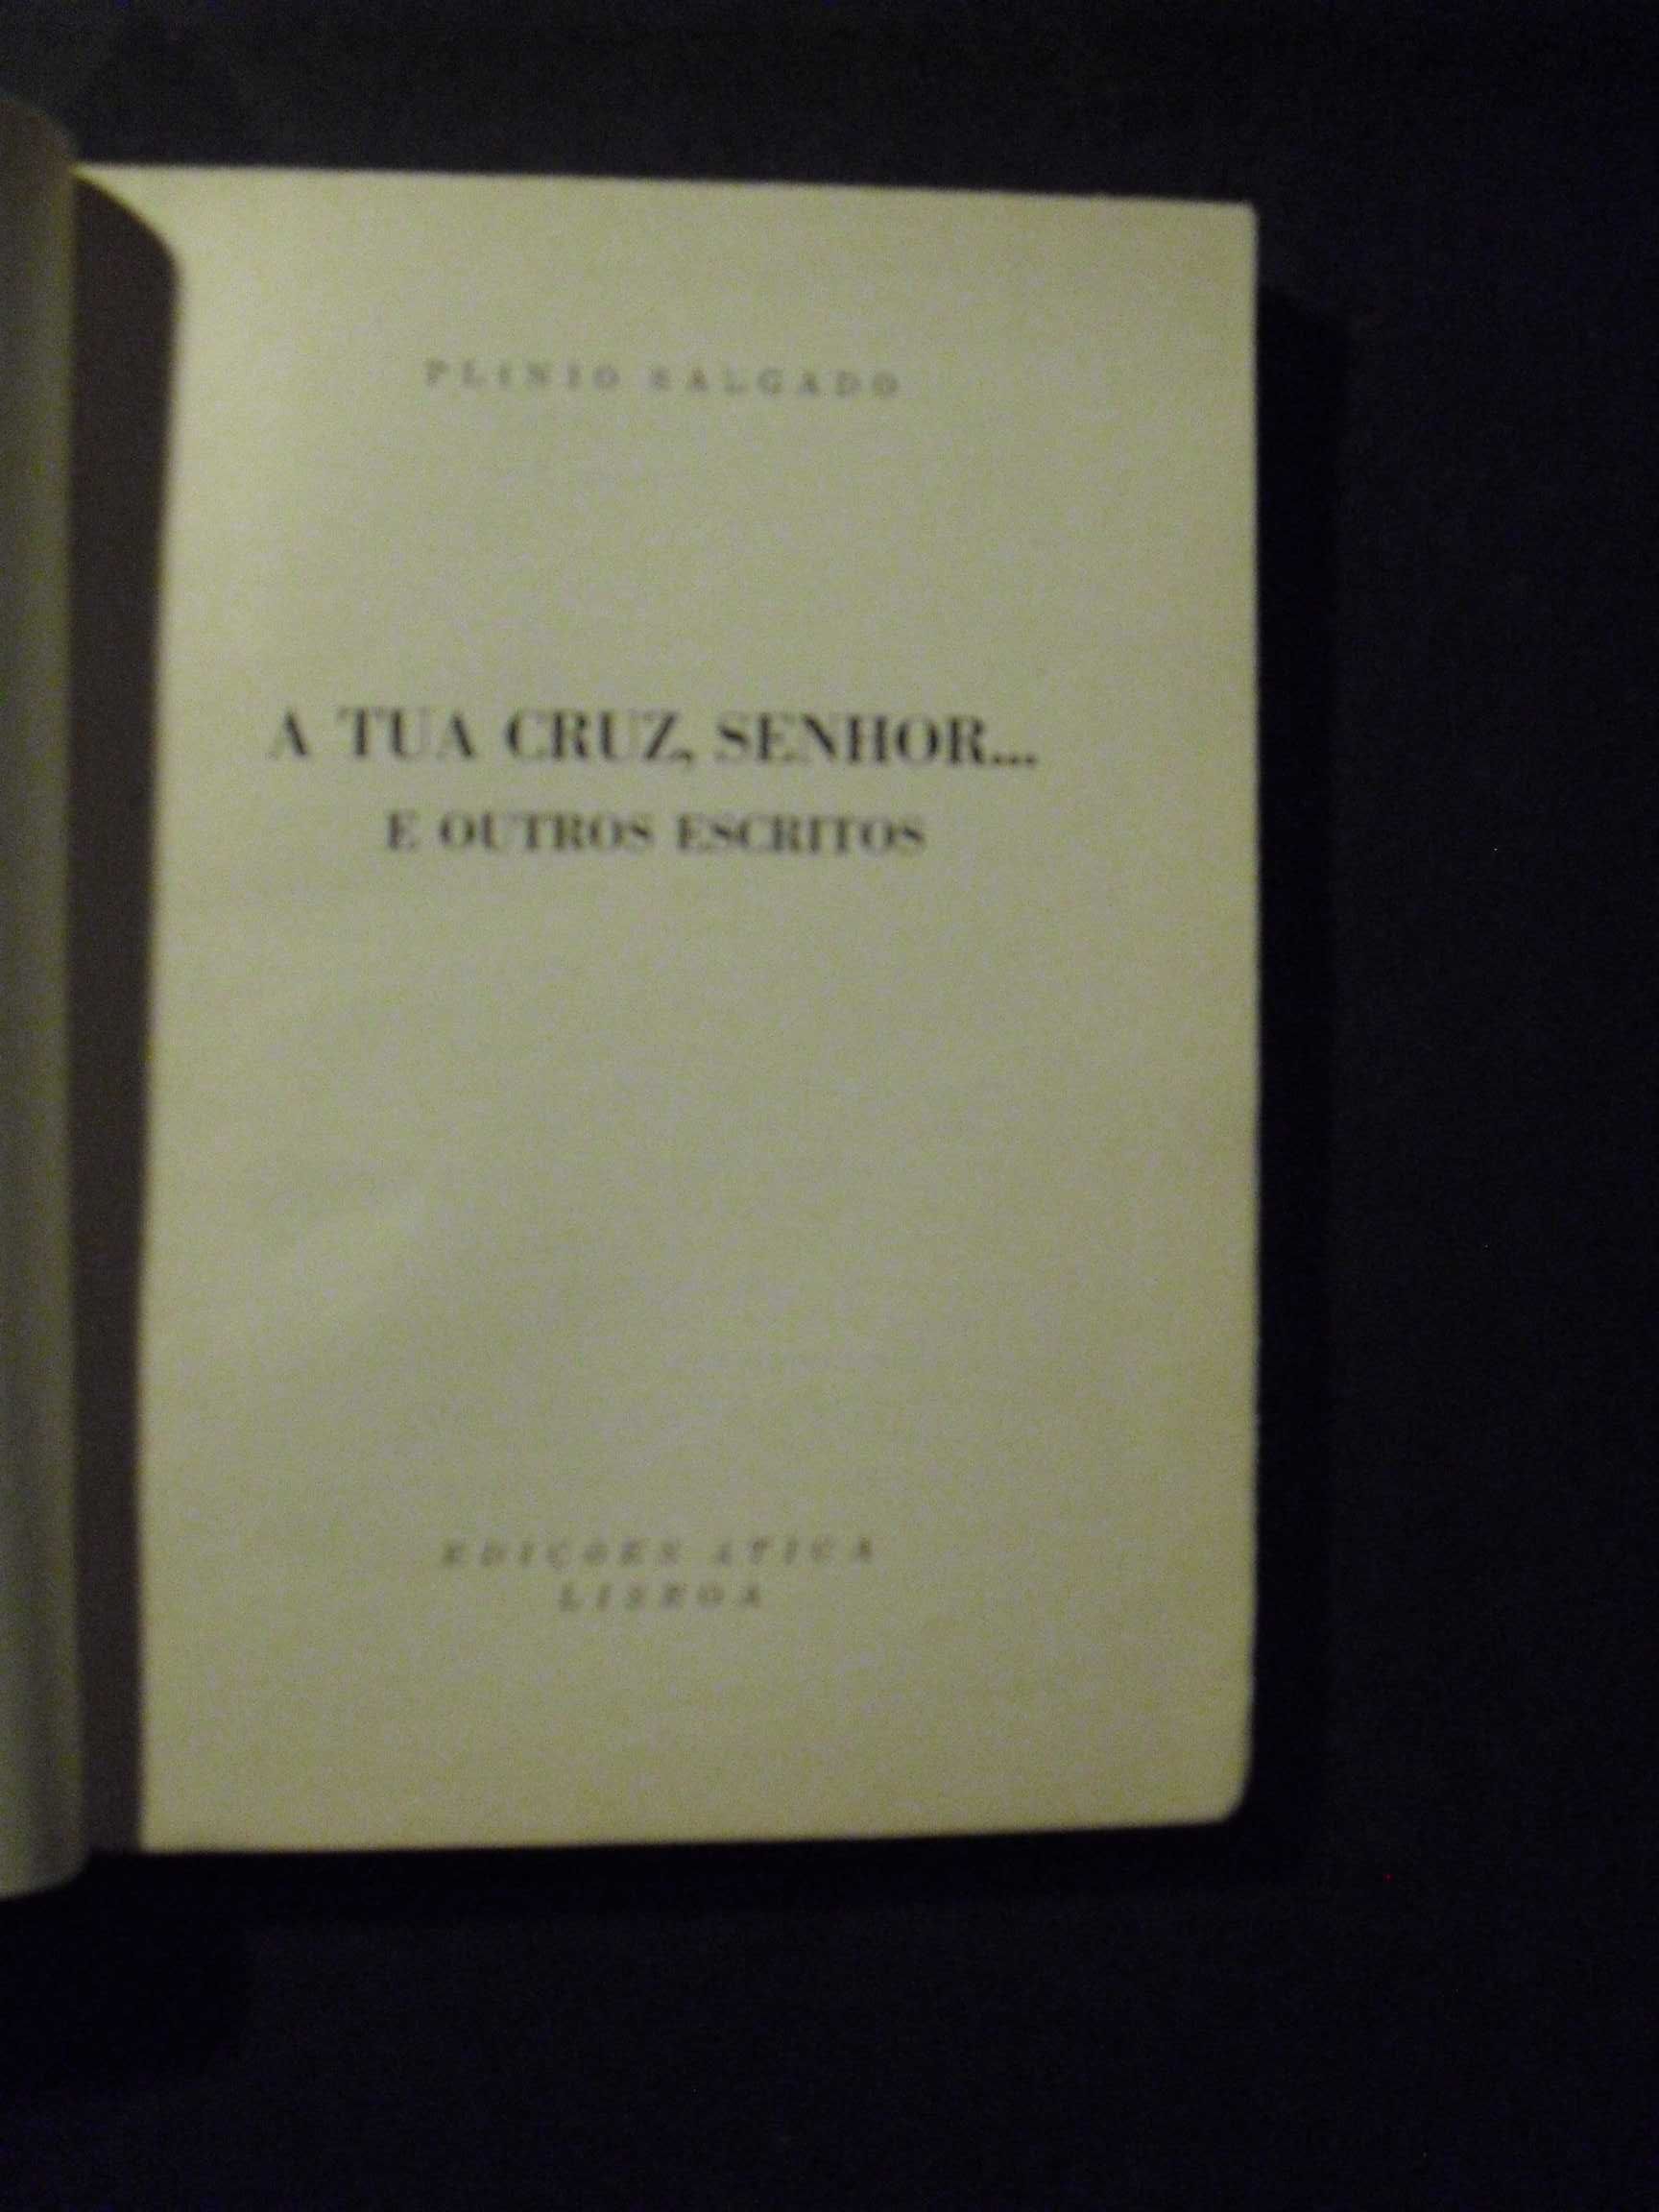 PLINIO SALGADO
A TUA CRUZ, SENHOR...
E OUTROS ESCRITOS
EDIÇÕES ÁTICA
LISBOA